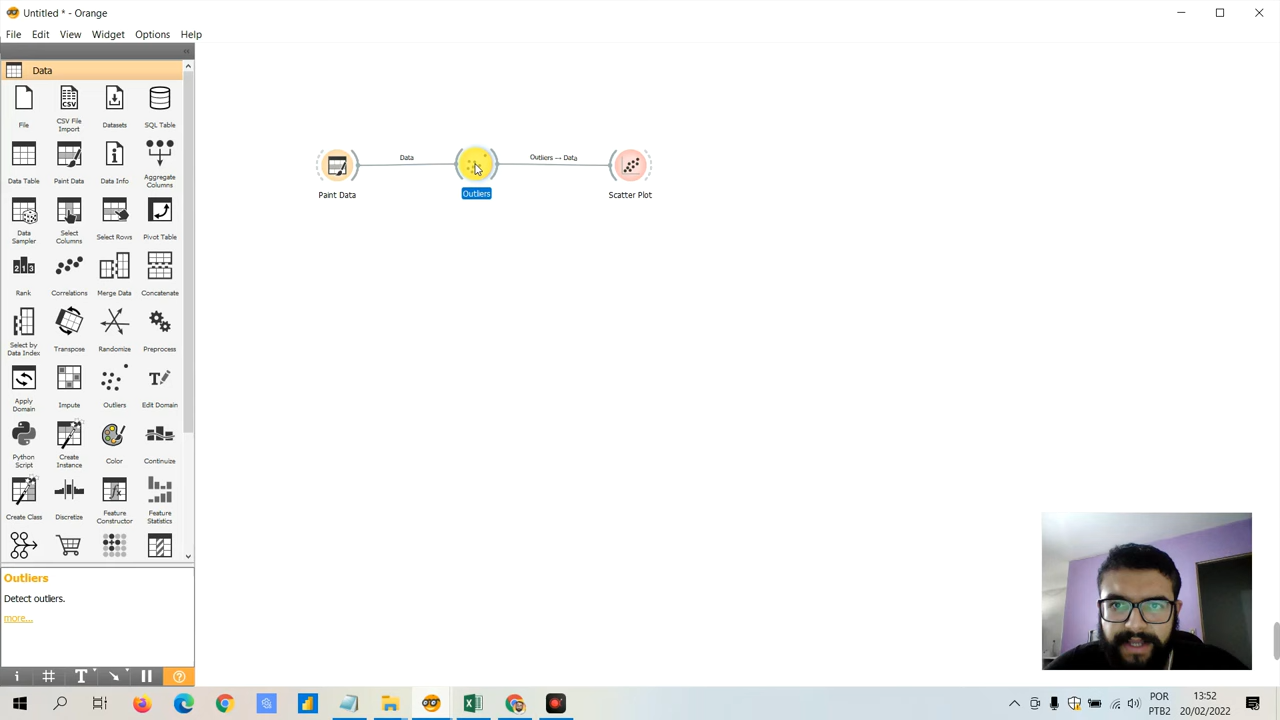 Untitled * - Orange
File Edit View Widget Options Help
Data
File
CSV File
Import
Datasets
SQL Table
Data Table
Paint Data
Data Info
Aggregate
Columns
Data
Sampler
Select
Columns
Select Rows
Pivot Table
Rank
Correlations
Merge Data
Concatenate
Select by
Data Index
Transpose
Randomize
Preprocess
Apply
Domain
Impute
Outliers
Edit Domain
Python
Script
Create
Instance
Color
Continuize
Create Class
Discretize
Feature
Constructor
Feature
Statistics
Outliers
Detect outliers.
more...
Data
Outliers → Data
Paint Data
Outliers
Scatter Plot
POR
PTB2
13:52
20/02/2022